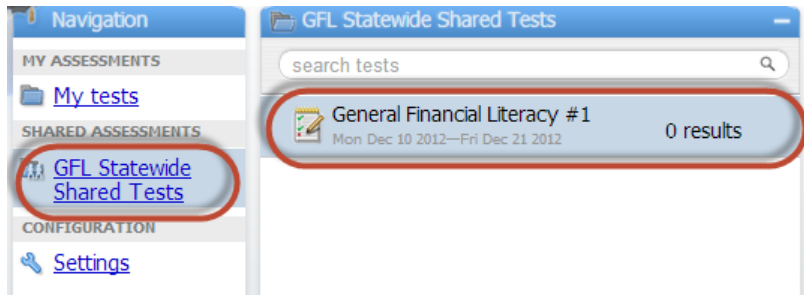 Navigation
MY ASSESSMENTS
My tests
SHARED ASSESSMENTS
GFL Statewide
Shared Tests
CONFIGURATION
Settings
GFL Statewide Shared Tests
search tests
General Financial Literacy #1
Mon Dec 10 2012—Fri Dec 21 2012
0 results